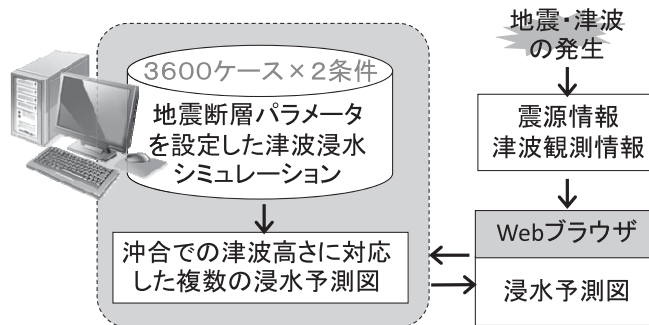 3600ケース×2条件
地震断層パラメータ
を設定した津波浸水
シミュレーション
沖合での津波高さに対応
した複数の浸水予測図
地震・津波
の発生
震源情報
津波観測情報
Webブラウザ
浸水予測図